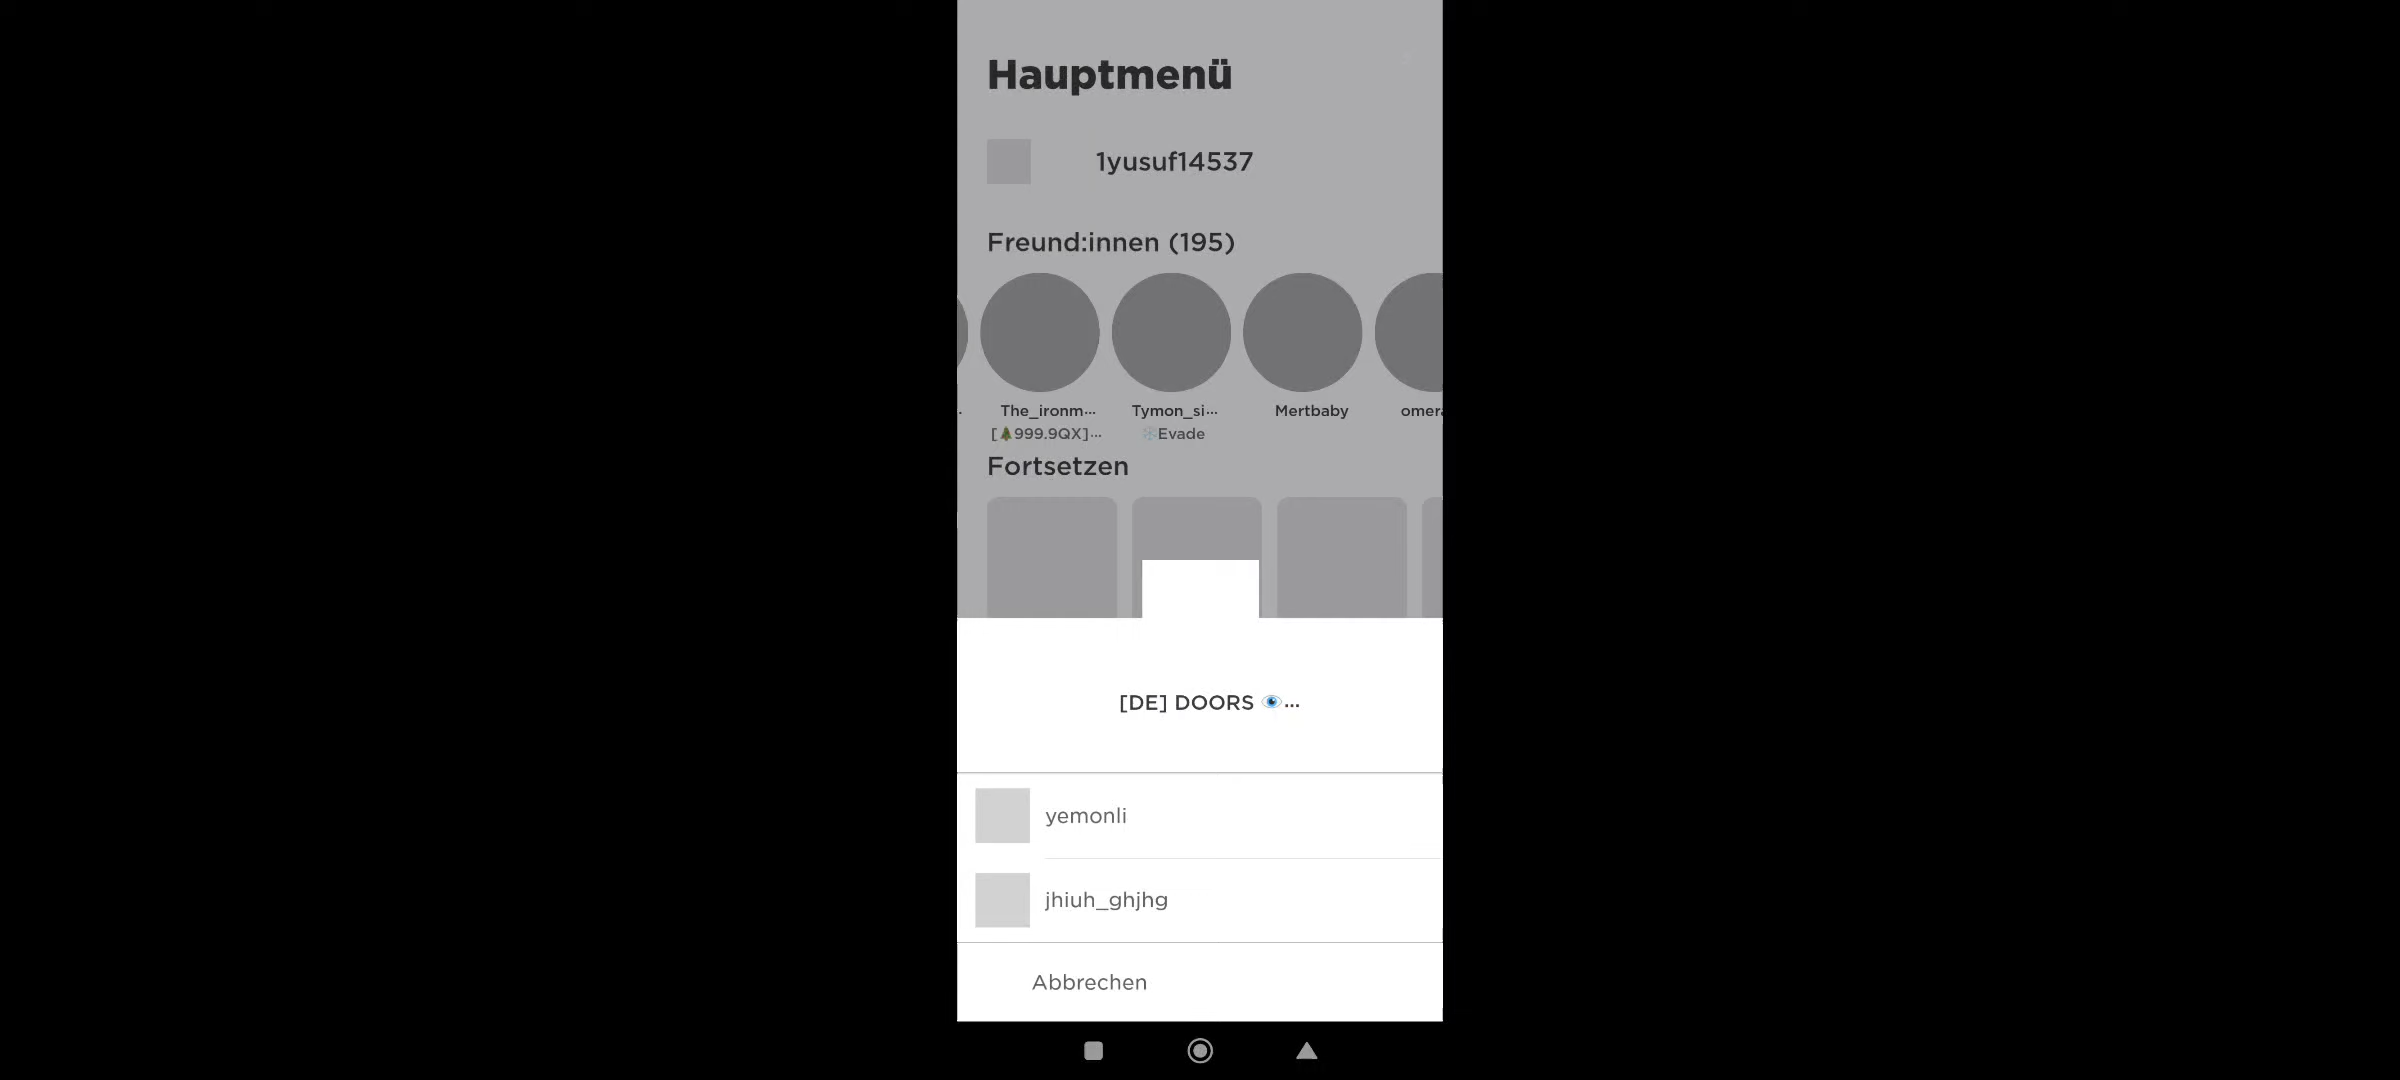 Hauptmenü
1yusuf14537
Freund:innen (195)
The_ironm... Tymon_si... Mertbaby omer
[🌲999.9QX]... ❄️Evade
Fortsetzen
[DE] DOORS 👁️...
yemonli
jhiuh_ghjhg
Abbrechen